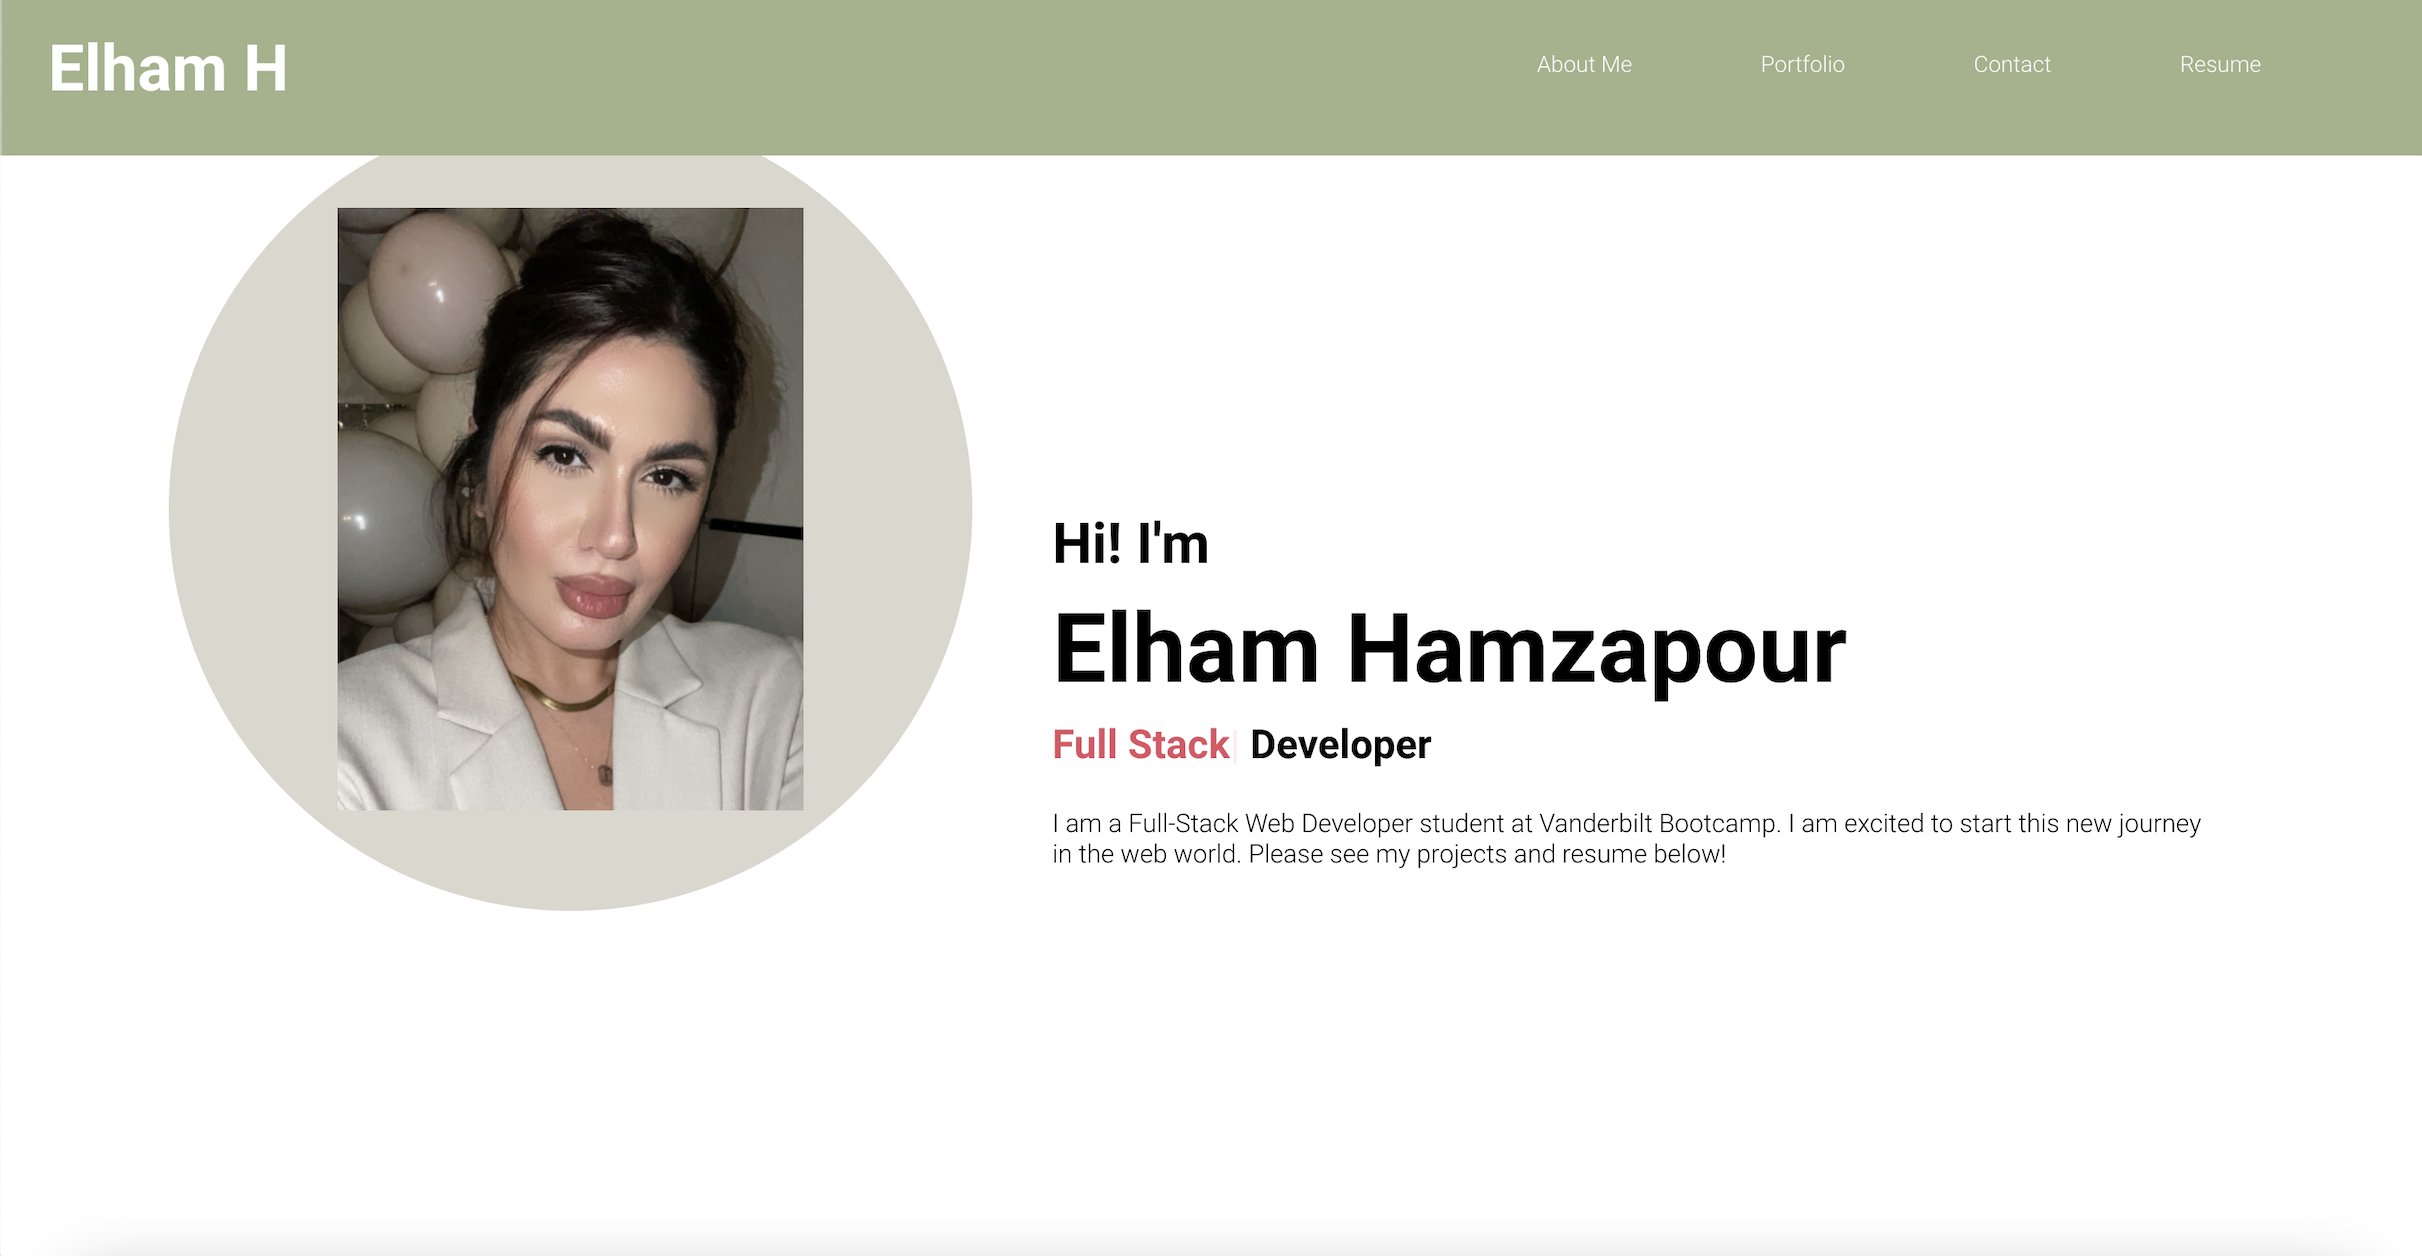 Elham H
About Me
Portfolio
Contact
Resume
Hi! I'm
Elham Hamzapour
Full Stack Developer
I am a Full-Stack Web Developer student at Vanderbilt Bootcamp. I am excited to start this new journey
in the web world. Please see my projects and resume below!